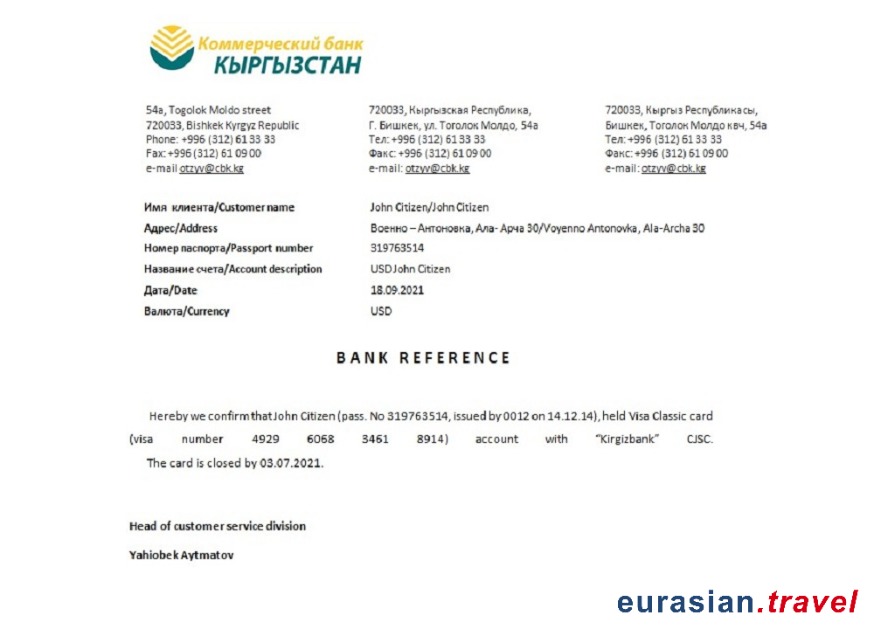 Коммерческий банк
КЫРГЫЗСТАН
54a, Togolok Moldo street
720033, Bishkek Kyrgyz Republic
Phone: +996 (312) 61 33 33
Fax: +996 (312) 61 09 00
e-mail otzyv@cbk.kg
720033, Кыргызская Республика,
Г. Бишкек, ул. Тоголок Молдо, 54а
Тел: +996 (312) 61 33 33
Факс: +996 (312) 61 09 00
e-mail: otzyv@cbk.kg
720033, Кыргыз Республикасы,
Бишкек, Тоголок Молдо квч, 54а
Тел: +996 (312) 61 33 33
Факс: +996 (312) 61 09 00
e-mail: otzyv@cbk.kg
Имя клиента/Customer name John Citizen/John Citizen
Адрес/Address Военно – Антоновка, Ала- Арча 30/Voyenno Antonovka, Ala-Archa 30
Номер паспорта/Passport number 319763514
Название счета/Account description USD John Citizen
Дата/Date 18.09.2021
Валюта/Currency USD
BANK REFERENCE
Hereby we confirm that John Citizen (pass. No 319763514, issued by 0012 on 14.12.14), held Visa Classic card
(visa number 4929 6068 3461 8914) account with “Kirgizbank” CJSC.
The card is closed by 03.07.2021.
Head of customer service division
Yahiobek Aytmatov
eurasian.travel